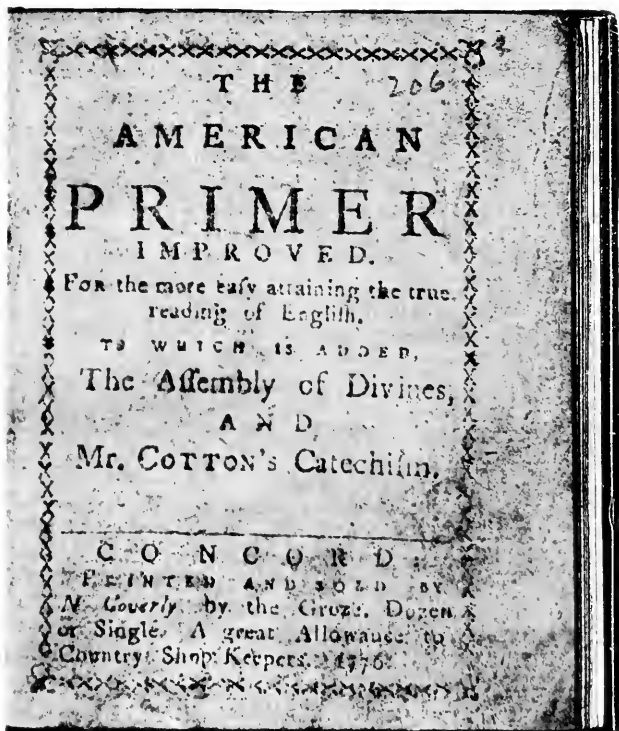 206
THE
AMERICAN
PRIMER
IMPROVED.
FOR the more eaſy attaining the true
reading of Engliſh.
TO WHICH IS ADDED,
The Aſſembly of Divines,
AND
Mr. COTTON's Catechiſm.
CONCORD:
PRINTED AND SOLD BY
N. Coverly by the Groze, Dozen
or Single. A great Allowance to
Country Shop Keepers. 1776.